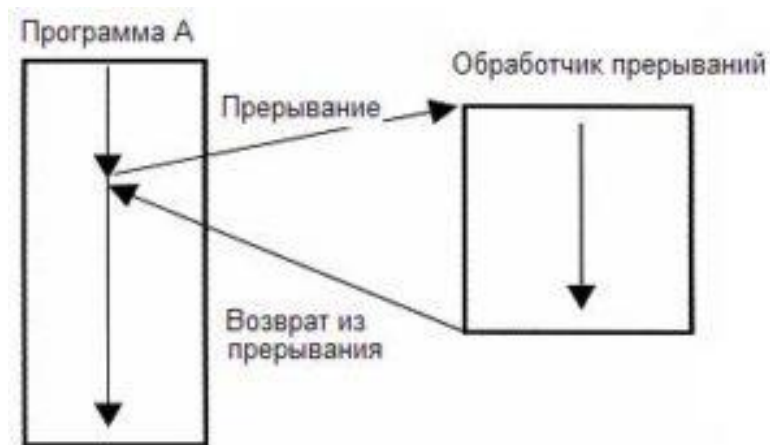 Программа А
Обработчик прерываний
Прерывание
Возврат из
прерывания